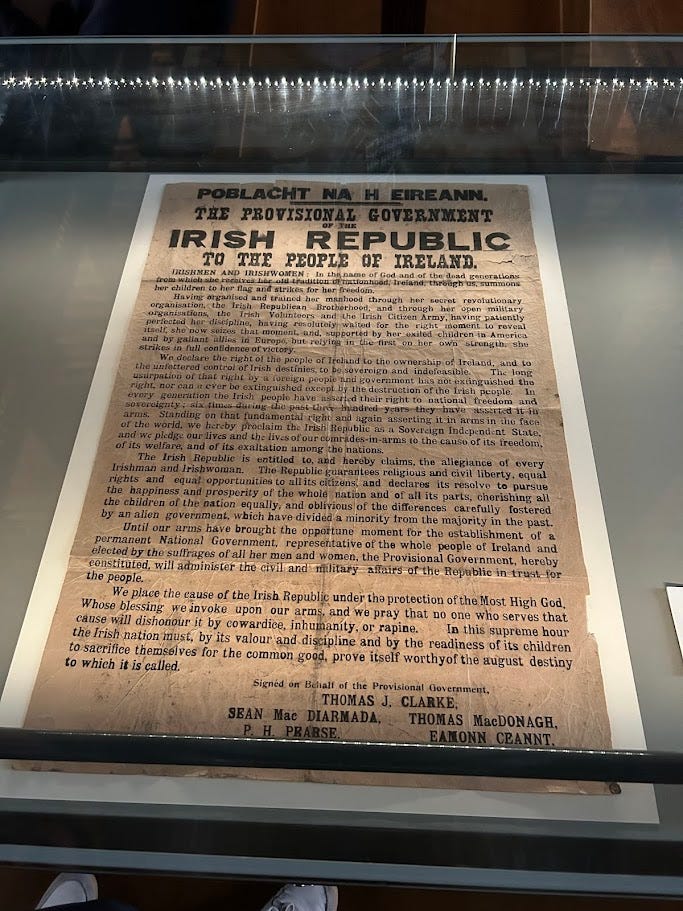 POBLACHT NA H EIREANN.
THE PROVISIONAL GOVERNMENT
OF THE
IRISH REPUBLIC
TO THE PEOPLE OF IRELAND.
IRISHMEN AND IRISHWOMEN: In the name of God and of the dead generations
from which she receives her old tradition of nationhood, Ireland, through us, summons
her children to her flag and strikes for her freedom.
Having organised and trained her manhood through her secret revolutionary
organisation, the Irish Republican Brotherhood, and through her open military
organisations, the Irish Volunteers and the Irish Citizen Army, having patiently
perfected her discipline, having resolutely waited for the right moment to reveal
itself, she now seizes that moment, and, supported by her exiled children in America
and by gallant allies in Europe, but relying in the first on her own strength, she
strikes in full confidence of victory.
We declare the right of the people of Ireland to the ownership of Ireland, and to
the unfettered control of Irish destinies, to be sovereign and indefeasible. The long
usurpation of that right by a foreign people and government has not extinguished the
right, nor can it ever be extinguished except by the destruction of the Irish people. In
every generation the Irish people have asserted their right to national freedom and
sovereignty; six times during the past three hundred years they have asserted it in
arms. Standing on that fundamental right and again asserting it in arms in the face
of the world, we hereby proclaim the Irish Republic as a Sovereign Independent State,
and we pledge our lives and the lives of our comrades-in-arms to the cause of its freedom,
of its welfare, and of its exaltation among the nations.
The Irish Republic is entitled to, and hereby claims, the allegiance of every
Irishman and Irishwoman. The Republic guarantees religious and civil liberty, equal
rights and equal opportunities to all its citizens, and declares its resolve to pursue
the happiness and prosperity of the whole nation and of all its parts, cherishing all
the children of the nation equally, and oblivious of the differences carefully fostered
by an alien government, which have divided a minority from the majority in the past.
Until our arms have brought the opportune moment for the establishment of a
permanent National Government, representative of the whole people of Ireland and
elected by the suffrages of all her men and women, the Provisional Government, hereby
constituted, will administer the civil and military affairs of the Republic in trust for
the people.
We place the cause of the Irish Republic under the protection of the Most High God,
Whose blessing we invoke upon our arms, and we pray that no one who serves that
cause will dishonour it by cowardice, inhumanity, or rapine. In this supreme hour
the Irish nation must, by its valour and discipline and by the readiness of its children
to sacrifice themselves for the common good, prove itself worthy of the august destiny
to which it is called.
Signed on Behalf of the Provisional Government,
THOMAS J. CLARKE,
SEAN Mac DIARMADA, THOMAS MacDONAGH,
P. H. PEARSE, EAMONN CEANNT,